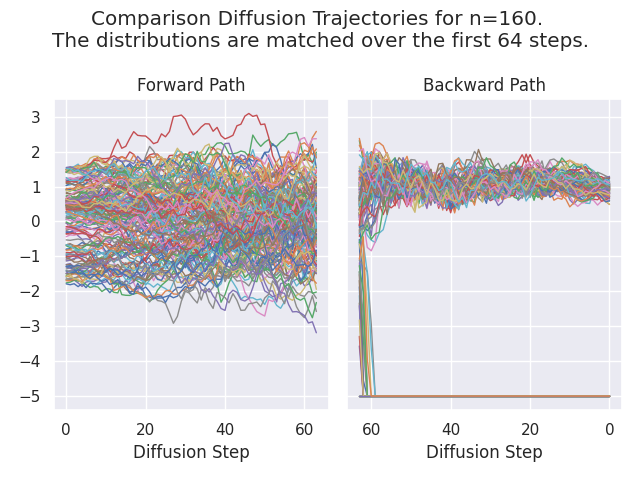 Comparison Diffusion Trajectories for n=160.
The distributions are matched over the first 64 steps.
Forward Path
Backward Path
3
2
1
0
−1
−2
−3
−4
−5
0 20 40 60
60 40 20 0
Diffusion Step
Diffusion Step